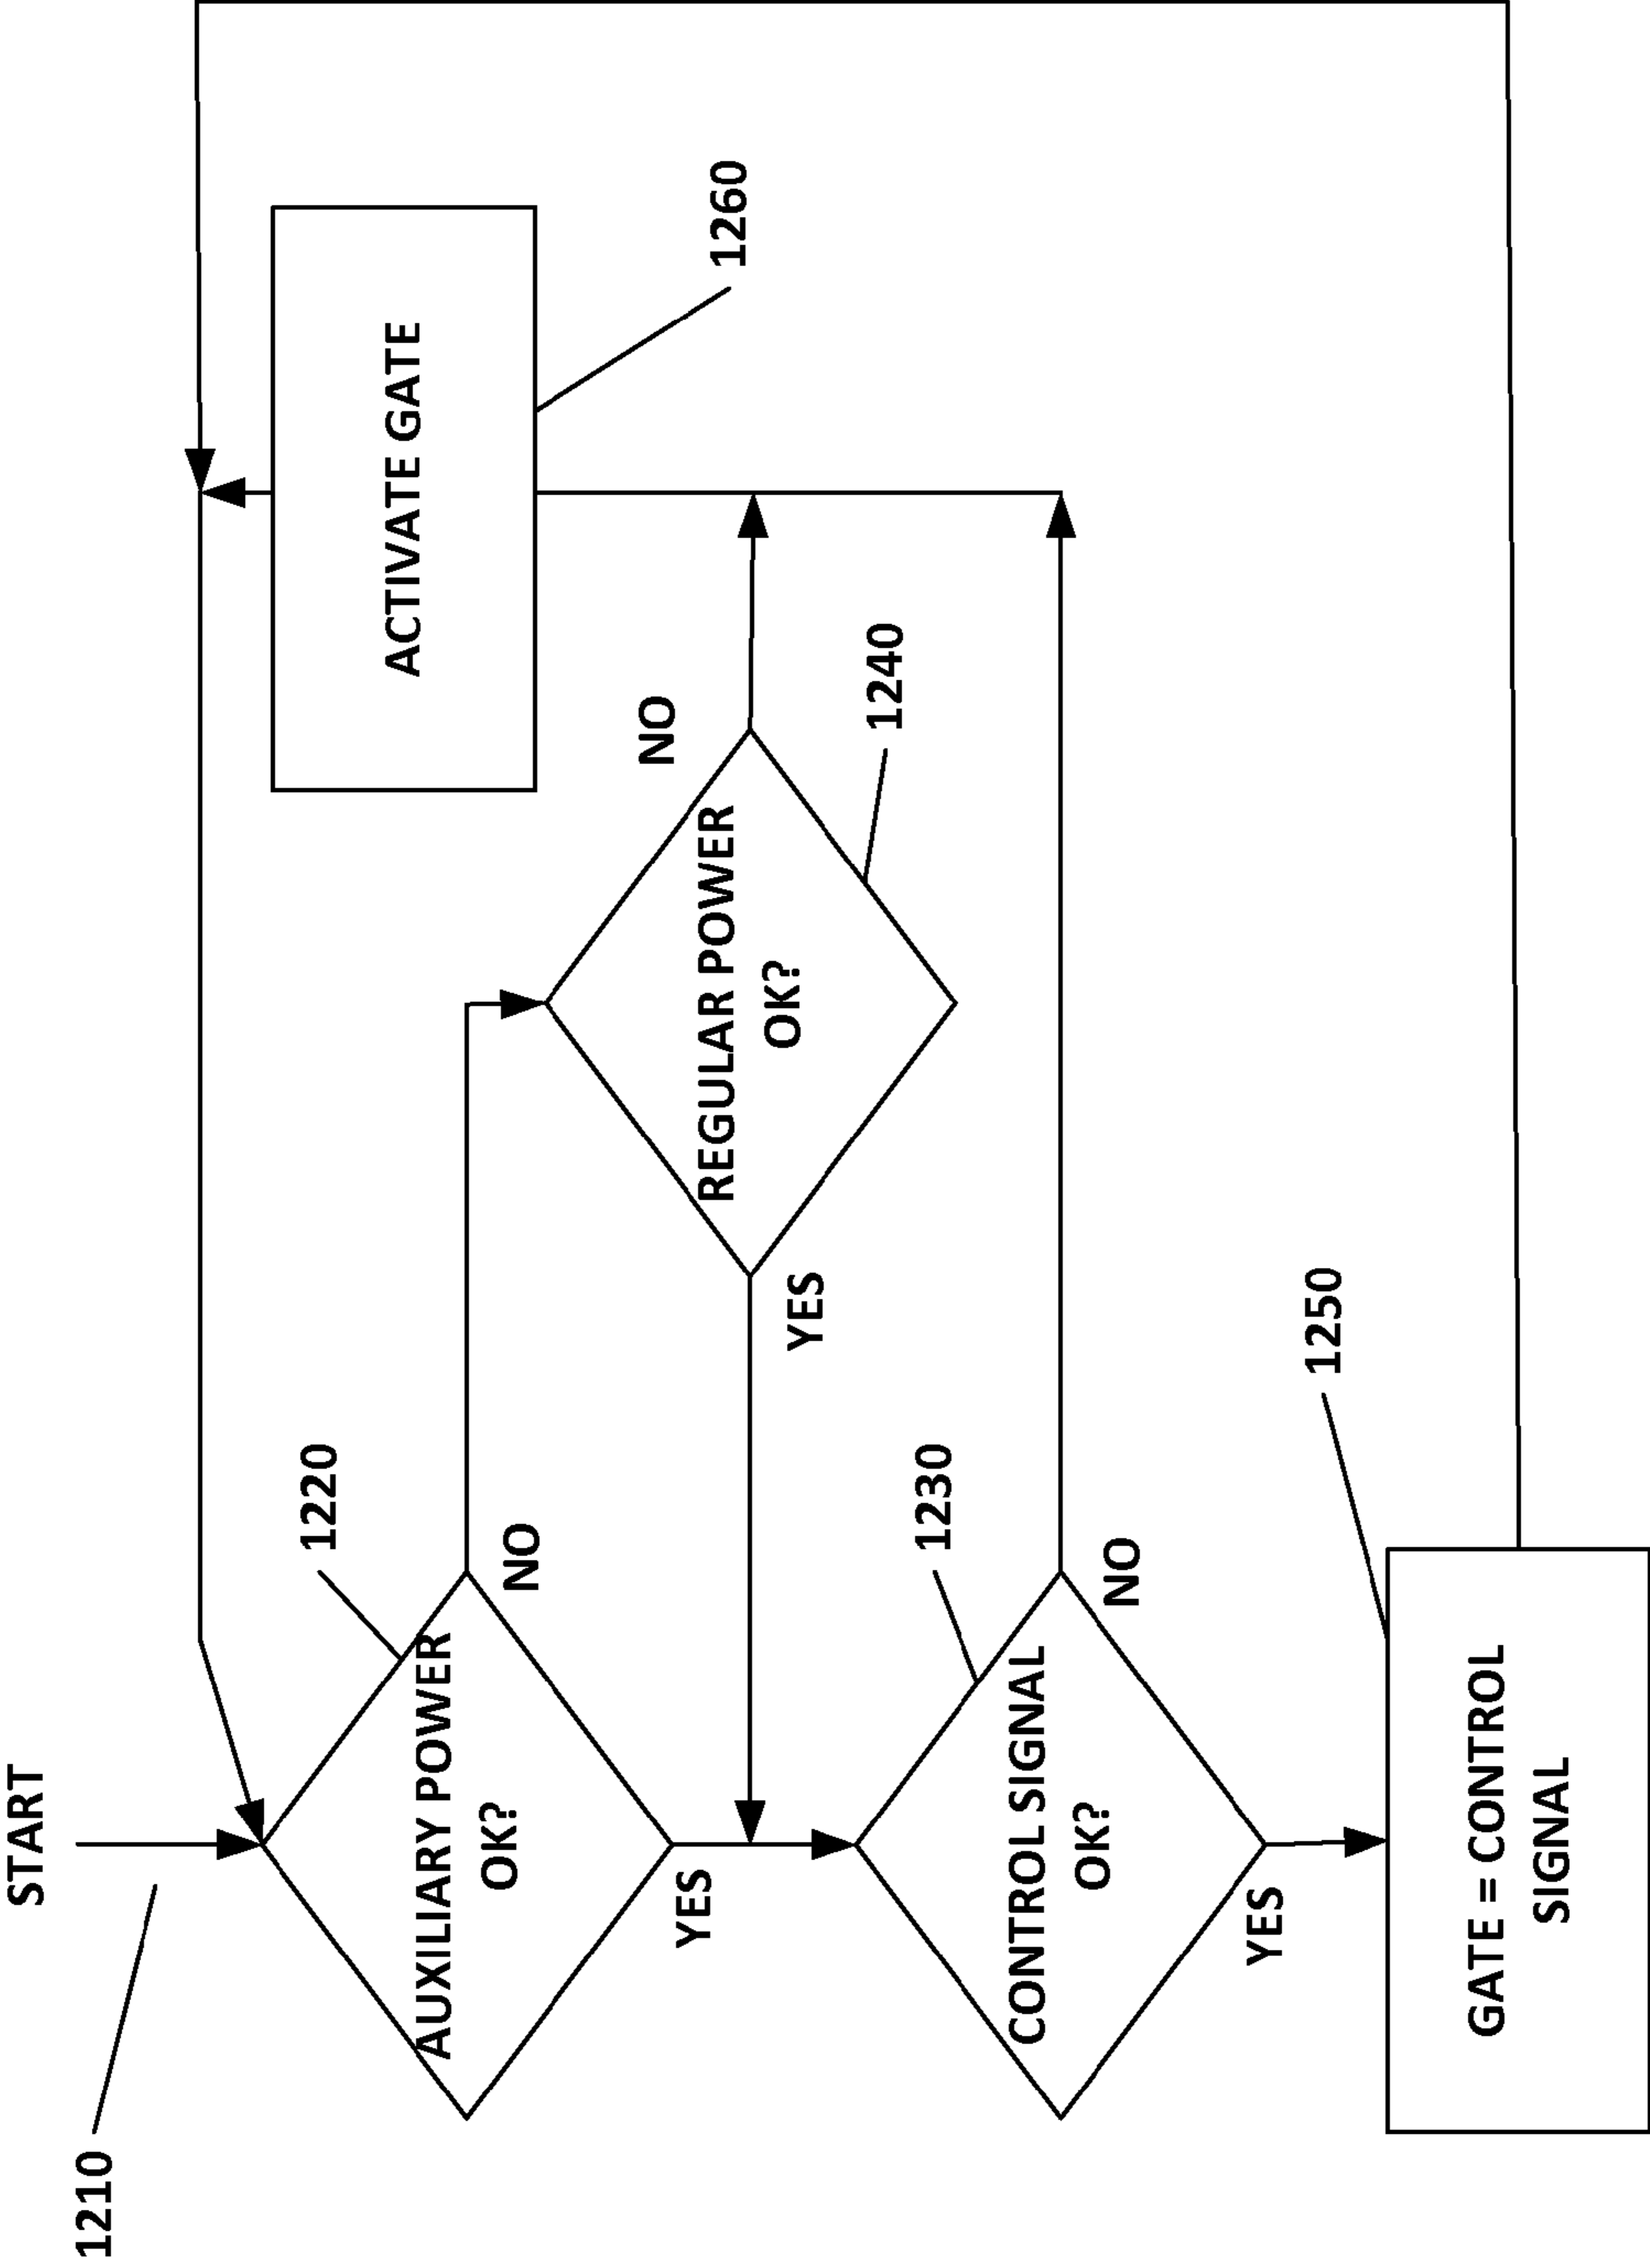 START
1210
1220
AUXILIARY POWER
OK?
NO
YES
ACTIVATE GATE
1260
NO
REGULAR POWER
OK?
1240
YES
1230
CONTROL SIGNAL
OK?
NO
YES
1250
GATE = CONTROL
SIGNAL